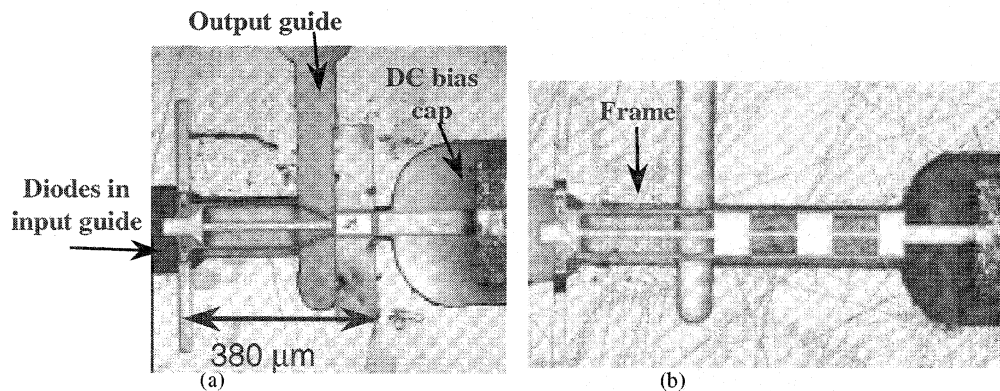 Output guide
DC bias
cap
Diodes in
input guide
380 μm
(a)
Frame
(b)